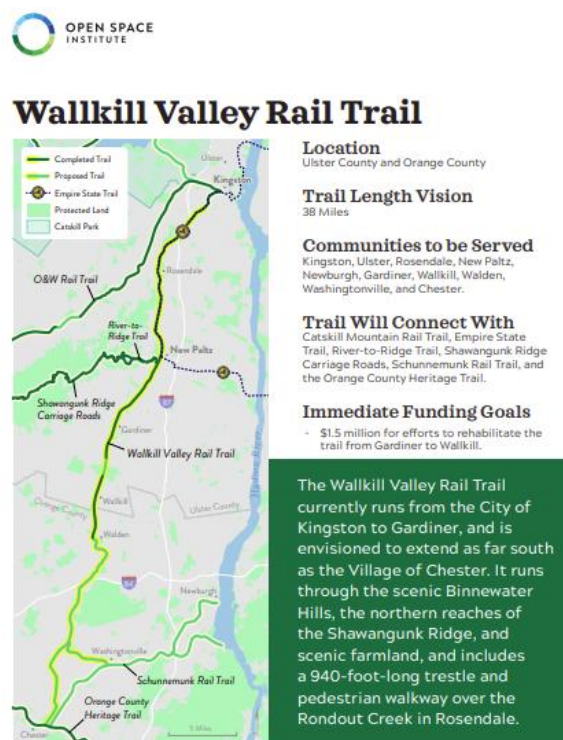 OPEN SPACE
INSTITUTE
Wallkill Valley Rail Trail
Completed Trail
Proposed Trail
Empire State Trail
Protected Land
Catskill Park
Ulster
Kingston
Rosendale
O&W Rail Trail
River-to-
Ridge Trail
New Paltz
Shawangunk Ridge
Carriage Roads
87
Gardiner
Wallkill Valley Rail Trail
Hudson River
Wallkill
Orange County
Ulster County
Walden
84
Newburgh
Washingtonville
Schunnemunk Rail Trail
Orange County
Heritage Trail
Chester
5 Miles
Location
Ulster County and Orange County
Trail Length Vision
38 Miles
Communities to be Served
Kingston, Ulster, Rosendale, New Paltz,
Newburgh, Gardiner, Wallkill, Walden,
Washingtonville, and Chester.
Trail Will Connect With
Catskill Mountain Rail Trail, Empire State
Trail, River-to-Ridge Trail, Shawangunk Ridge
Carriage Roads, Schunnemunk Rail Trail, and
the Orange County Heritage Trail.
Immediate Funding Goals
- $1.5 million for efforts to rehabilitate the
trail from Gardiner to Wallkill.
The Wallkill Valley Rail Trail
currently runs from the City of
Kingston to Gardiner, and is
envisioned to extend as far south
as the Village of Chester. It runs
through the scenic Binnewater
Hills, the northern reaches of
the Shawangunk Ridge, and
scenic farmland, and includes
a 940-foot-long trestle and
pedestrian walkway over the
Rondout Creek in Rosendale.